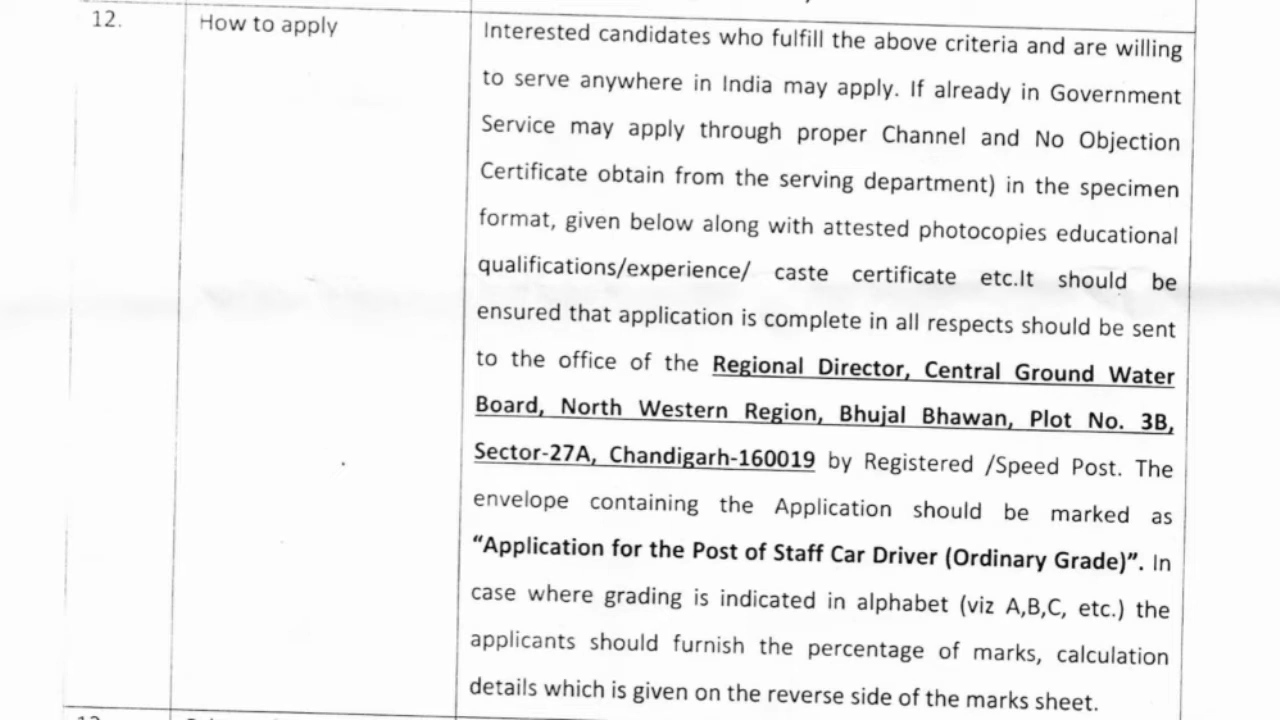 12.
How to apply
Interested candidates who fulfill the above criteria and are willing
to serve anywhere in India may apply. If already in Government
Service may apply through proper Channel and No Objection
Certificate obtain from the serving department) in the specimen
format, given below along with attested photocopies educational
qualifications/experience/ caste certificate etc.It should be
ensured that application is complete in all respects should be sent
to the office of the Regional Director, Central Ground Water
Board, North Western Region, Bhujal Bhawan, Plot No. 3B,
Sector-27A, Chandigarh-160019 by Registered /Speed Post. The
envelope containing the Application should be marked as
“Application for the Post of Staff Car Driver (Ordinary Grade)”. In
case where grading is indicated in alphabet (viz A,B,C, etc.) the
applicants should furnish the percentage of marks, calculation
details which is given on the reverse side of the marks sheet.